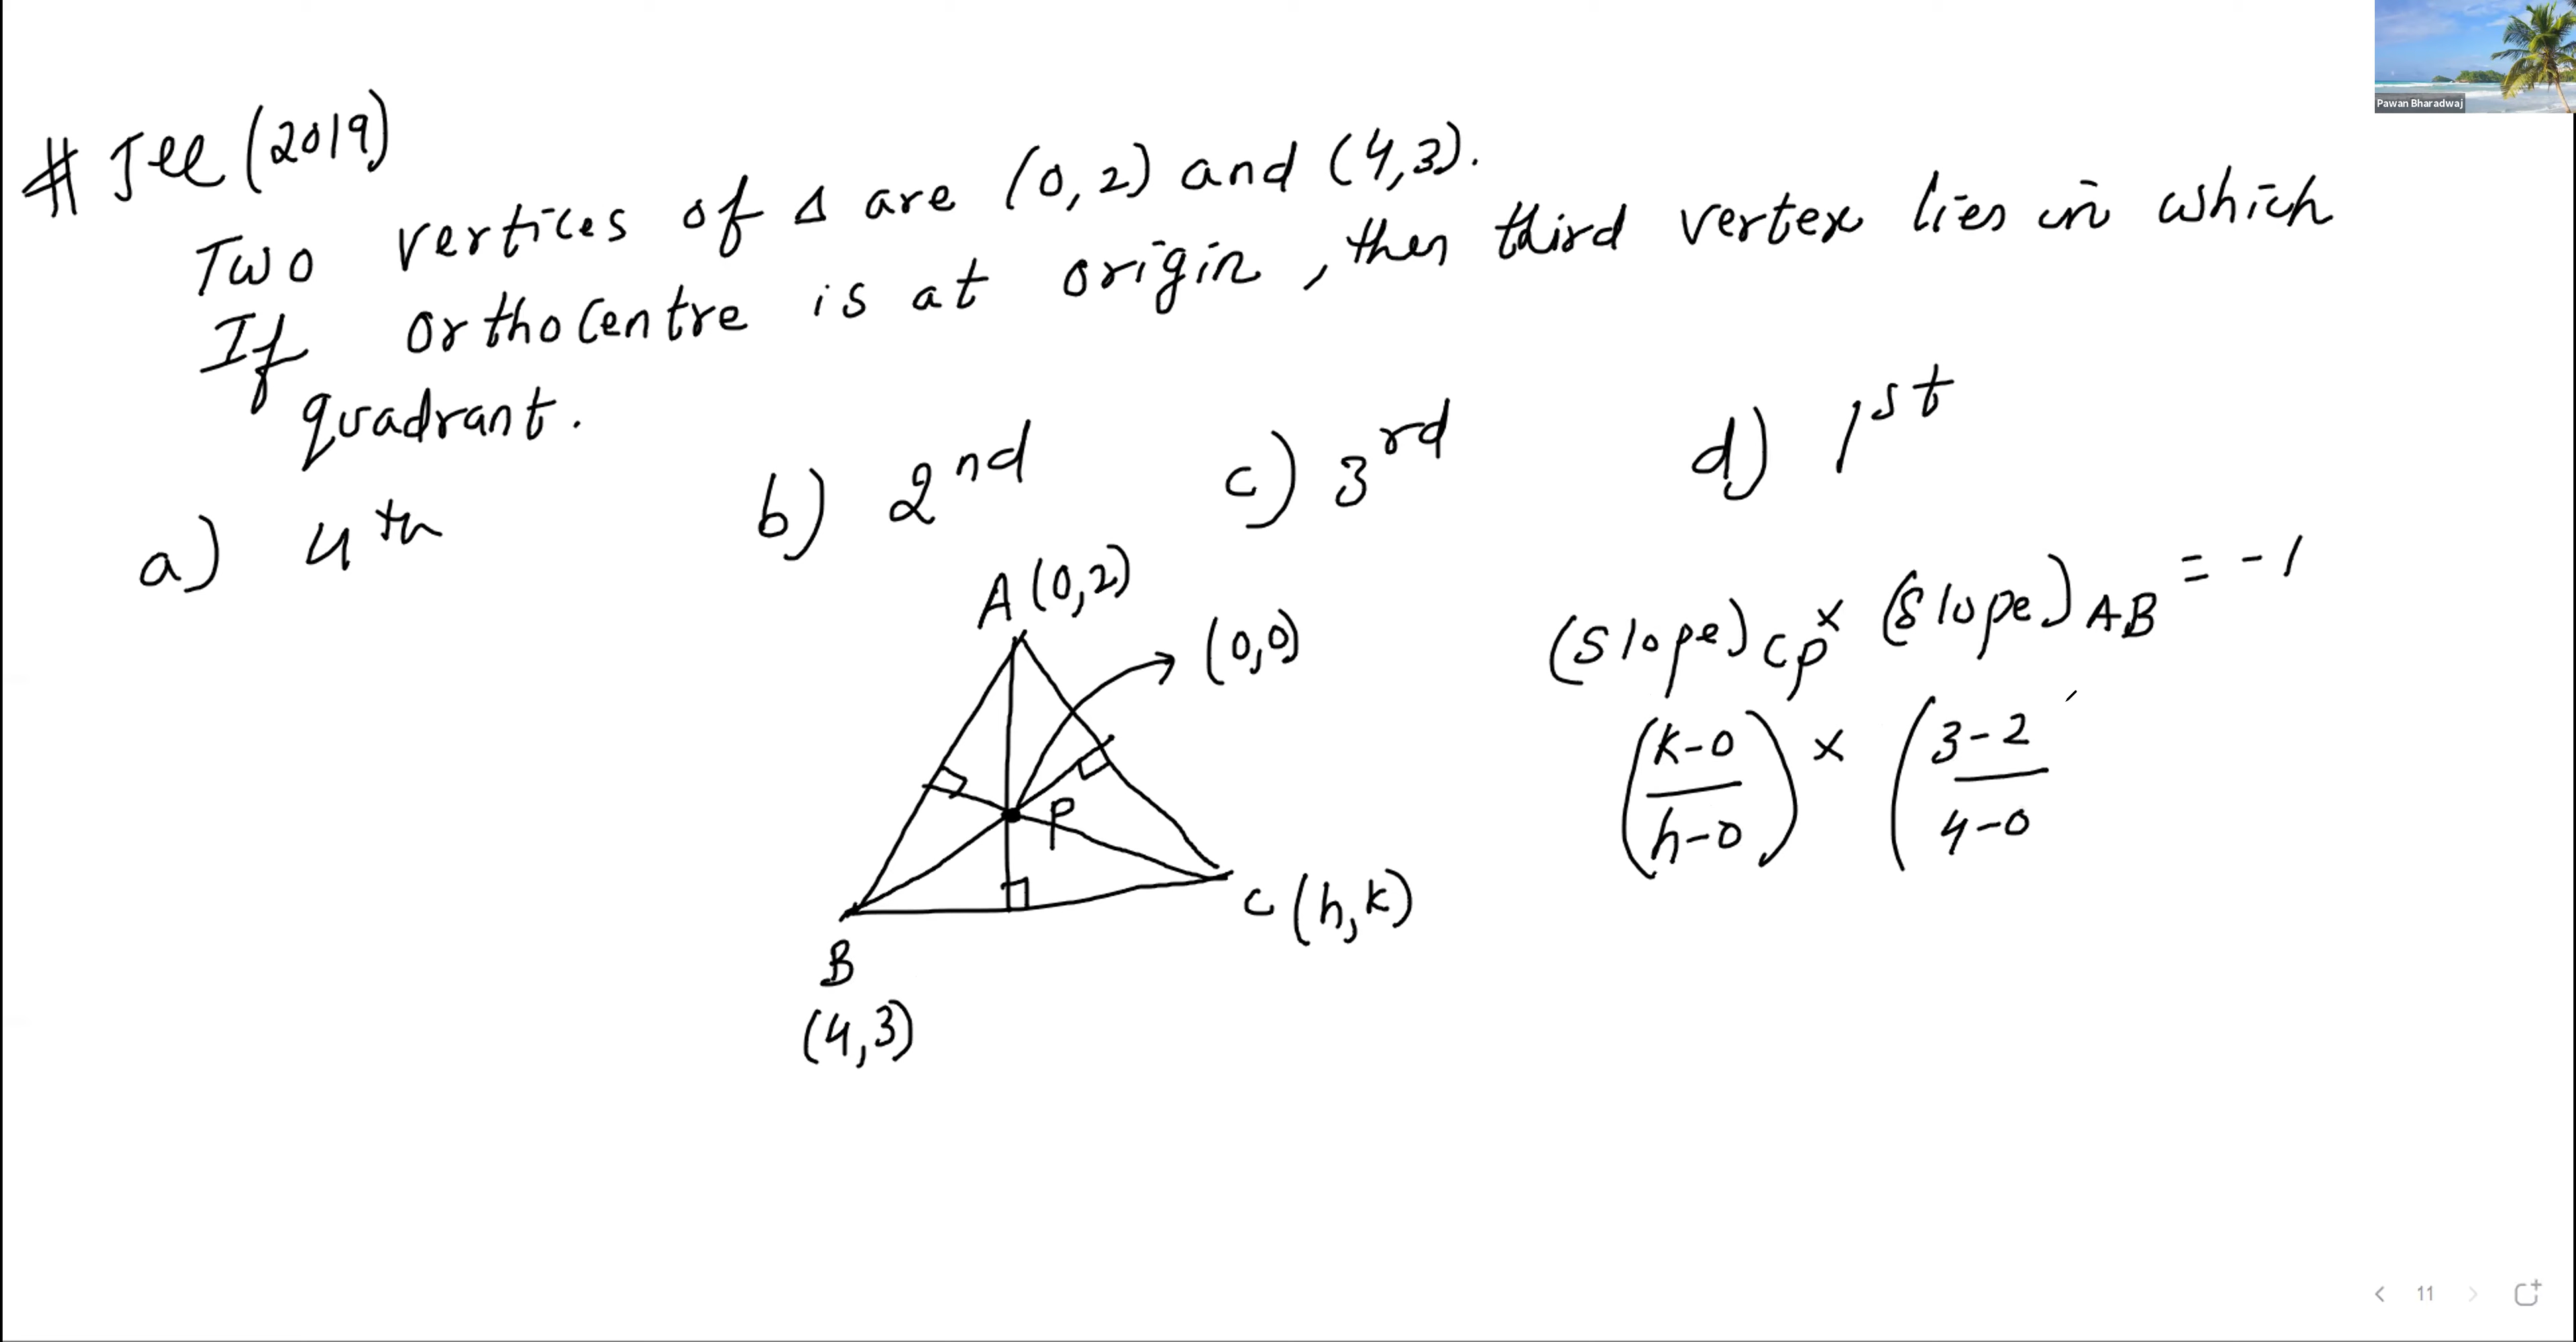 Pawan Bharadwaj
# Jee (2019)
Two vertices of Δ are (0,2) and (4,3).
If orthocentre is at origin, then third vertex lies in which
quadrant.
a) 4th b) 2nd c) 3rd d) 1st
A (0,2)
(0,0)
P
C (h,k)
B
(4,3)
(Slope)CP × (Slope)AB = -1
(k-0/h-0) × (3-2/4-0
11